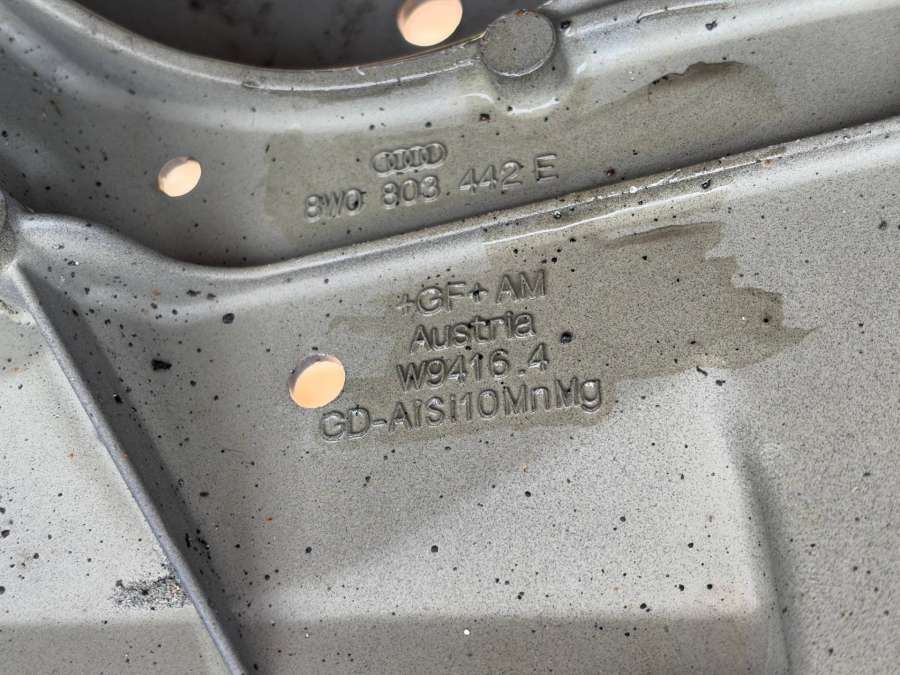 8W0 803 442 E
+GF+ AM
Austria
W9416.4
GD-AlSi10MnMg